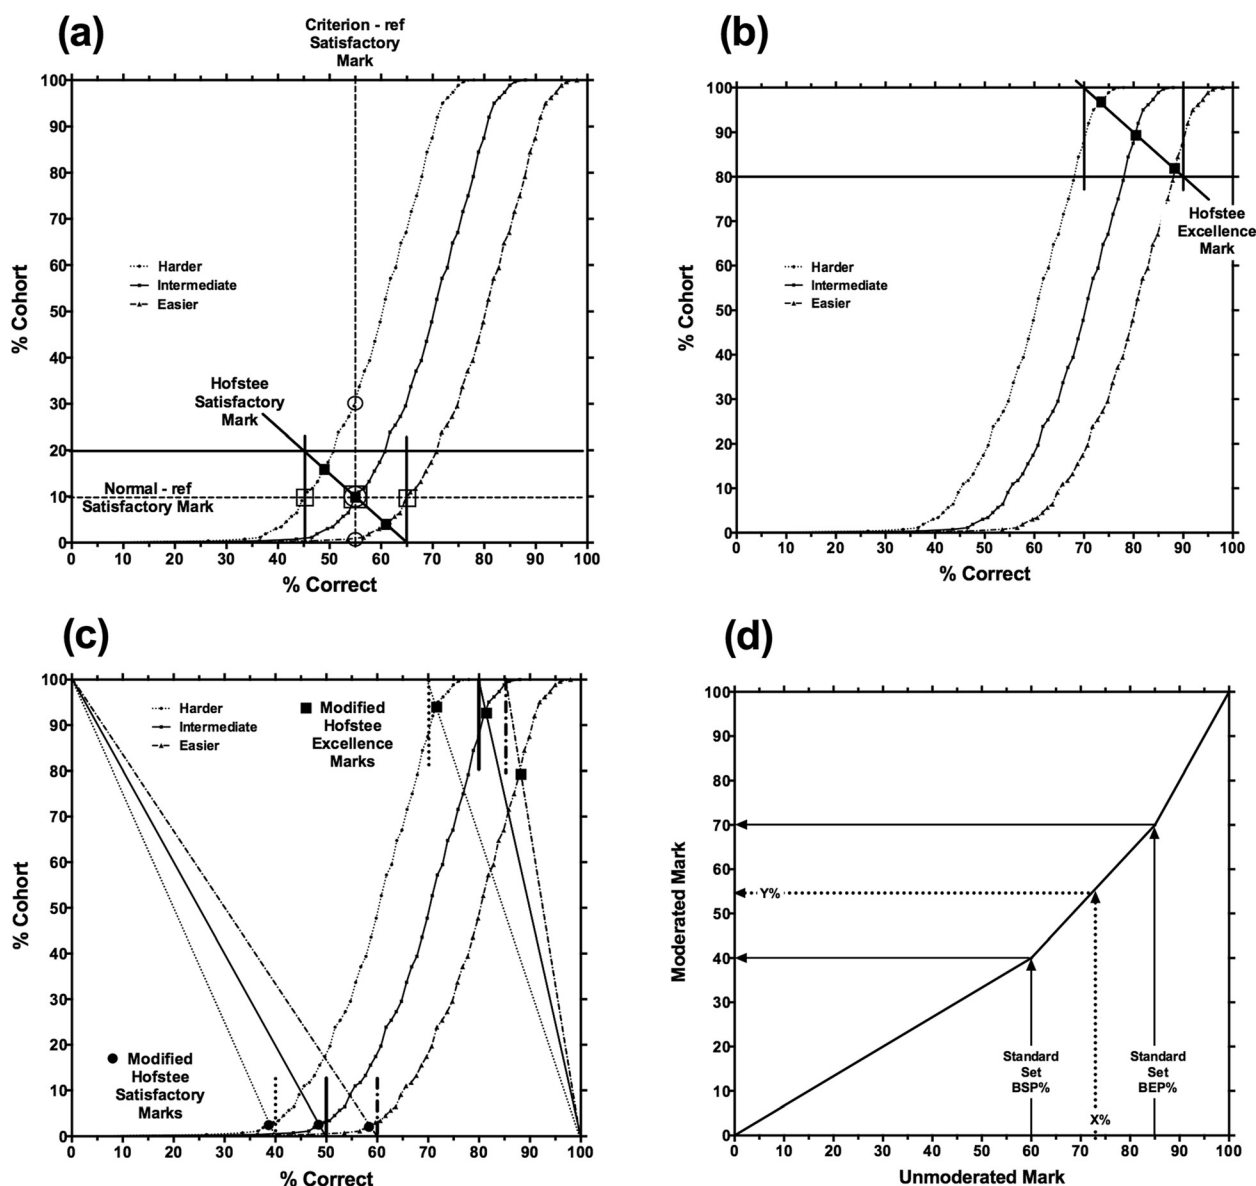 (a)
Criterion - ref
Satisfactory
Mark
100
90
80
70
60
50
40
30
20
10
0
% Cohort
Harder
Intermediate
Easier
Hofstee
Satisfactory
Mark
Normal - ref
Satisfactory Mark
0 10 20 30 40 50 60 70 80 90 100
% Correct
(b)
100
90
80
70
60
50
40
30
20
10
0
% Cohort
Harder
Intermediate
Easier
Hofstee
Excellence
Mark
0 10 20 30 40 50 60 70 80 90 100
% Correct
(c)
100
90
80
70
60
50
40
30
20
10
0
% Cohort
Harder
Intermediate
Easier
Modified
Hofstee
Excellence
Marks
Modified
Hofstee
Satisfactory
Marks
0 10 20 30 40 50 60 70 80 90 100
% Correct
(d)
100
90
80
70
60
50
40
30
20
10
0
Moderated Mark
Y%
Standard
Set
BSP%
Standard
Set
BEP%
X%
0 10 20 30 40 50 60 70 80 90 100
Unmoderated Mark